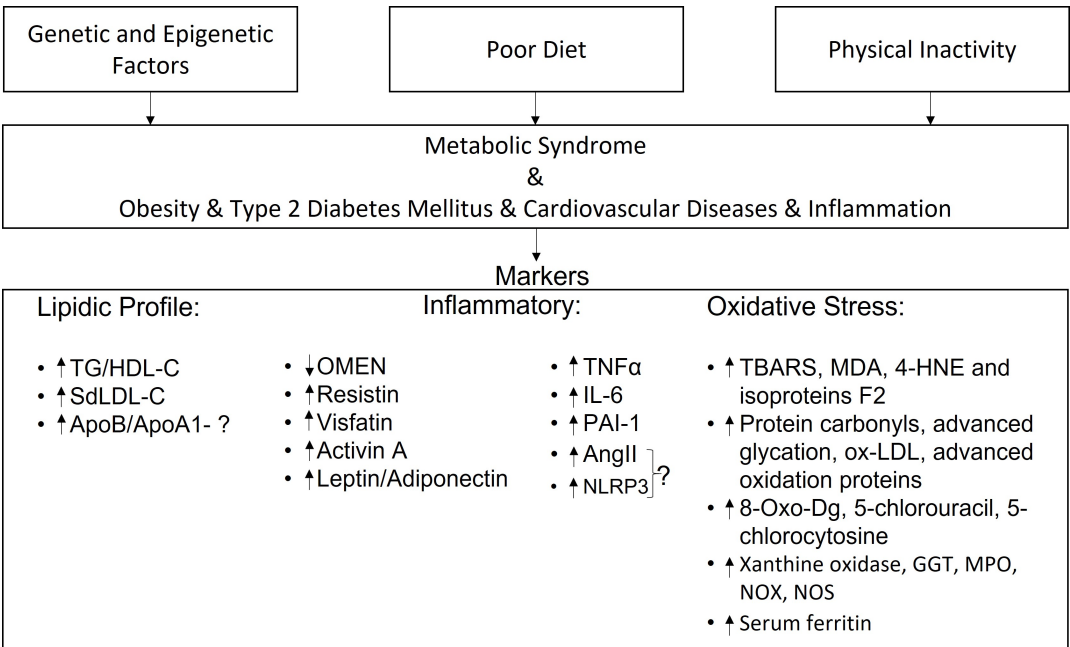 Genetic and Epigenetic
Factors
Poor Diet
Physical Inactivity
Metabolic Syndrome
&
Obesity & Type 2 Diabetes Mellitus & Cardiovascular Diseases & Inflammation
Markers
Lipidic Profile:
• ↑TG/HDL-C
• ↑SdLDL-C
• ↑ApoB/ApoA1- ?
Inflammatory:
• ↓OMEN
• ↑Resistin
• ↑Visfatin
• ↑Activin A
• ↑Leptin/Adiponectin
• ↑TNFα
• ↑IL-6
• ↑PAI-1
• ↑AngII
• ↑NLRP3
?
Oxidative Stress:
• ↑TBARS, MDA, 4-HNE and
isoproteins F2
• ↑Protein carbonyls, advanced
glycation, ox-LDL, advanced
oxidation proteins
• ↑8-Oxo-Dg, 5-chlorouracil, 5-
chlorocytosine
• ↑Xanthine oxidase, GGT, MPO,
NOX, NOS
• ↑Serum ferritin